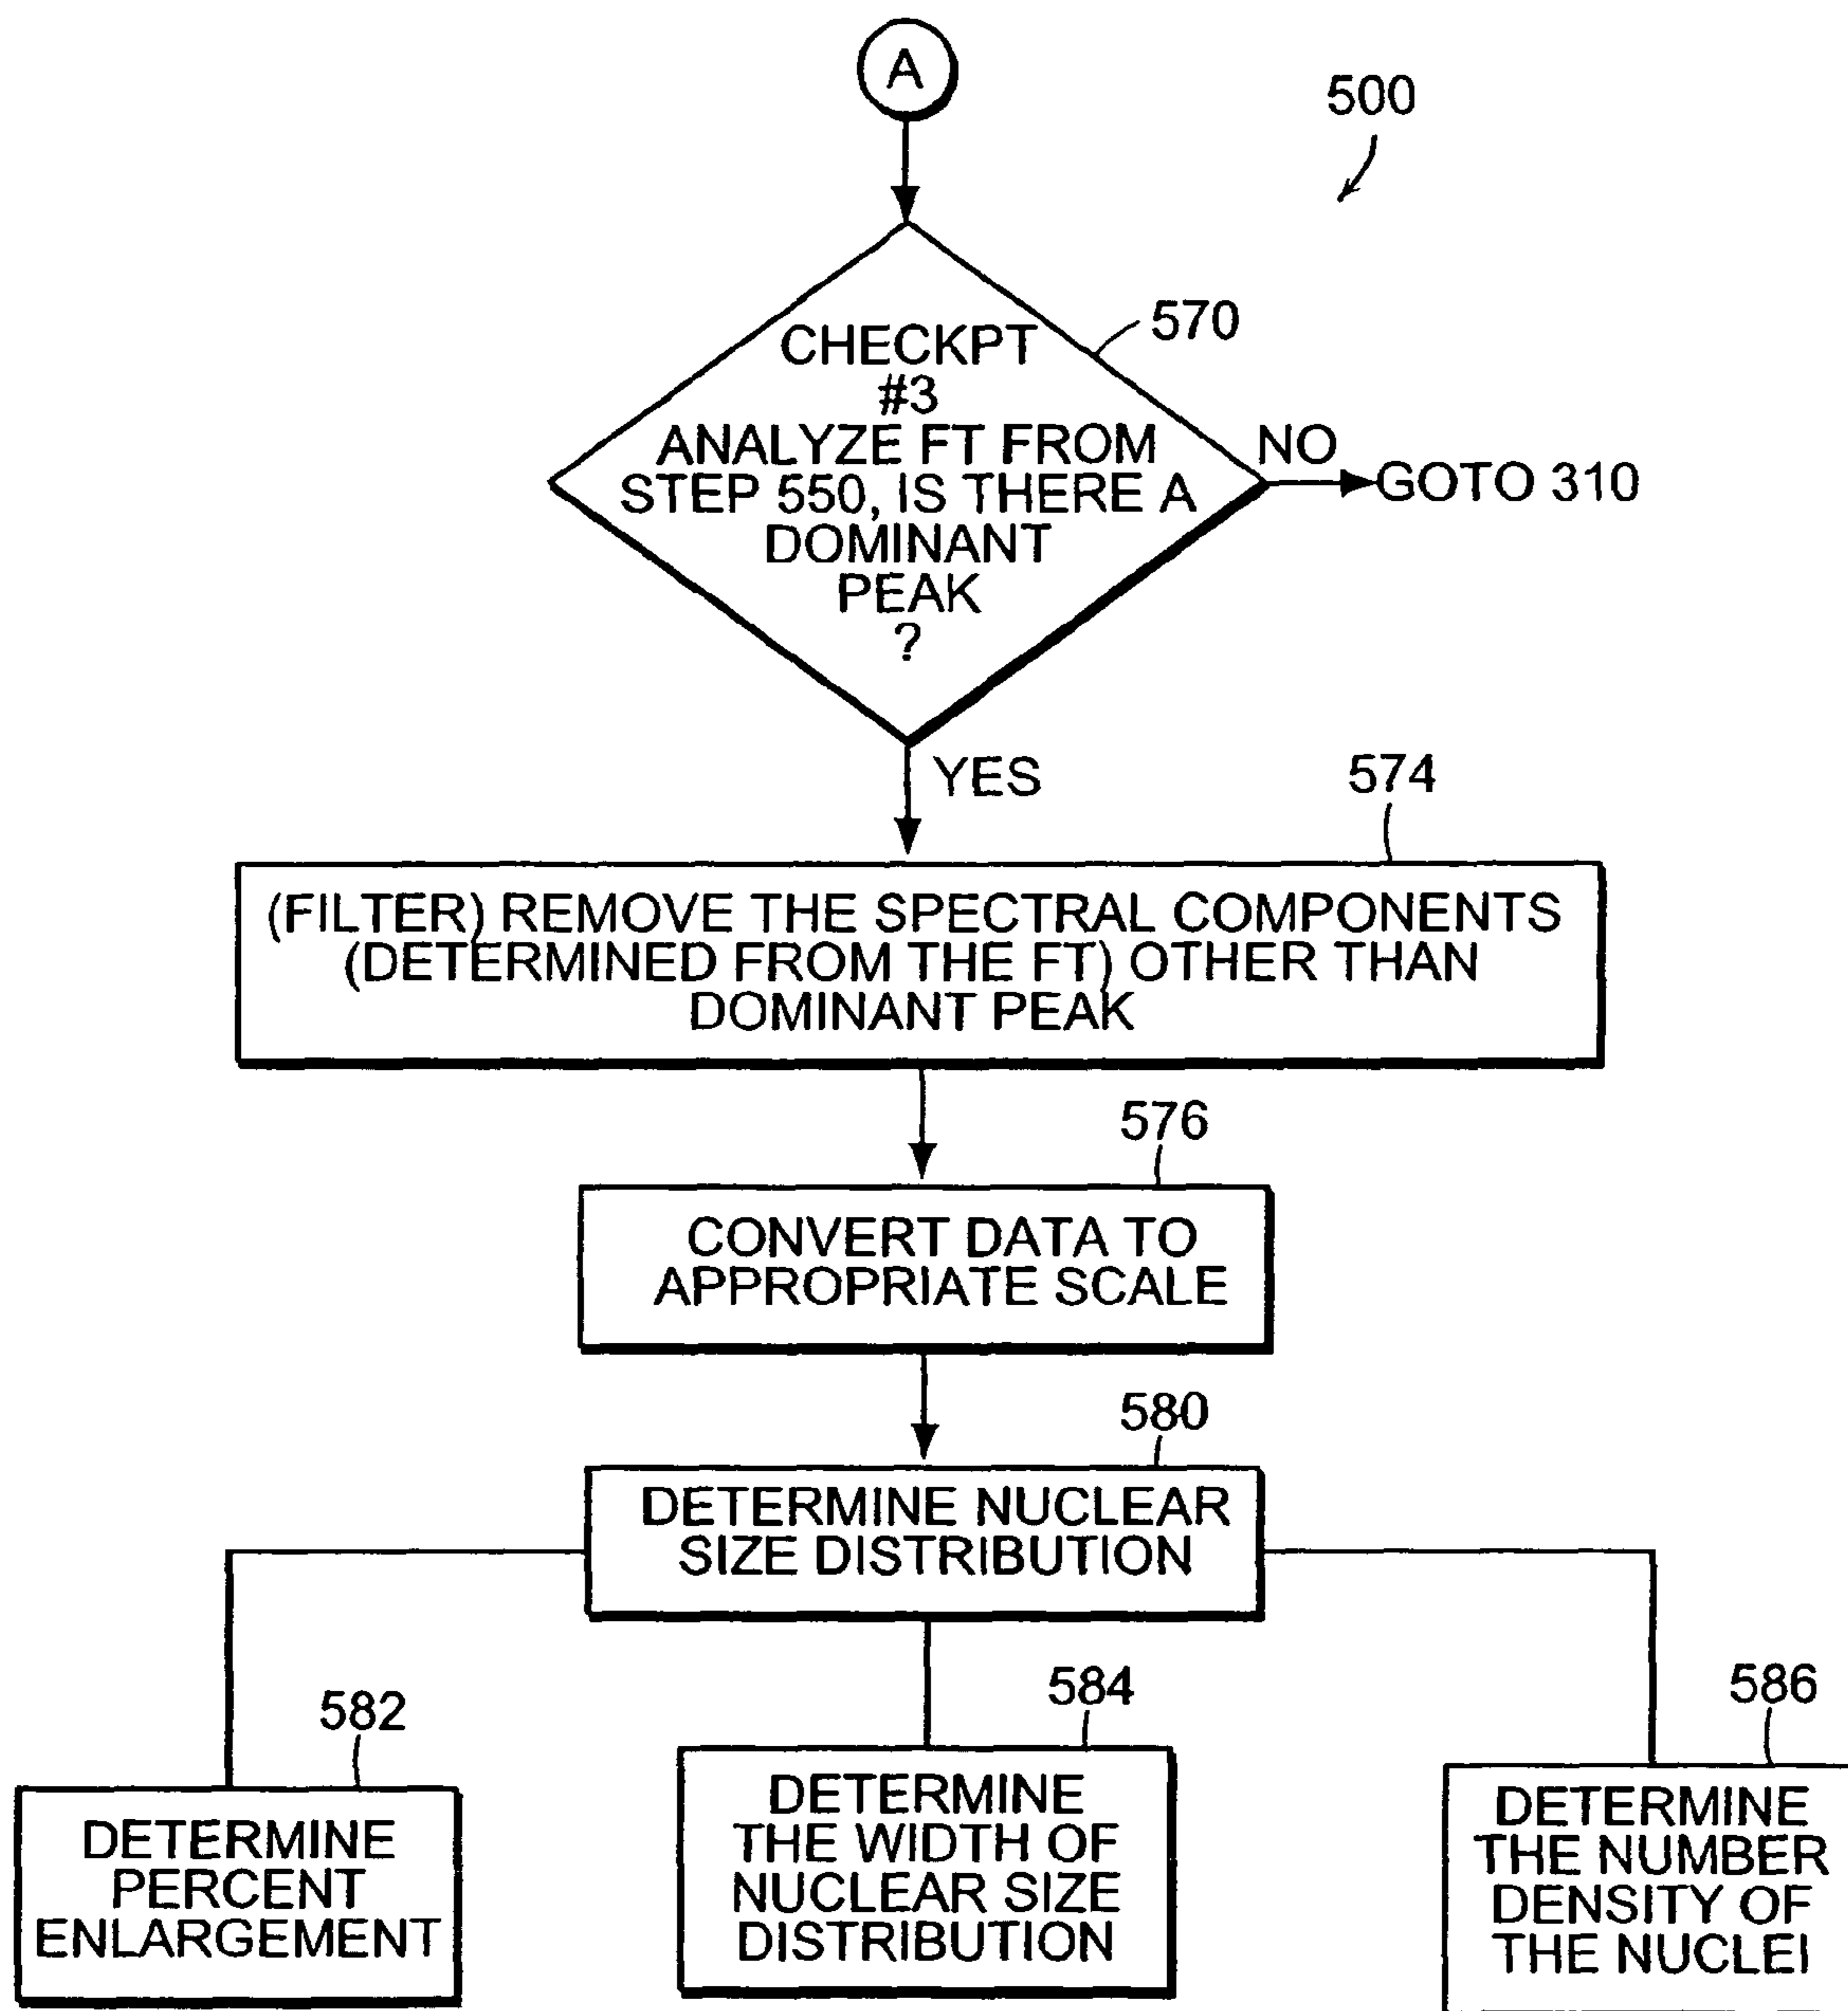 A
500
570
CHECKPT
#3
ANALYZE FT FROM
STEP 550, IS THERE A
DOMINANT
PEAK
?
NO
GOTO 310
YES
574
(FILTER) REMOVE THE SPECTRAL COMPONENTS
(DETERMINED FROM THE FT) OTHER THAN
DOMINANT PEAK
576
CONVERT DATA TO
APPROPRIATE SCALE
580
DETERMINE NUCLEAR
SIZE DISTRIBUTION
582
DETERMINE
PERCENT
ENLARGEMENT
584
DETERMINE
THE WIDTH OF
NUCLEAR SIZE
DISTRIBUTION
586
DETERMINE
THE NUMBER
DENSITY OF
THE NUCLEI